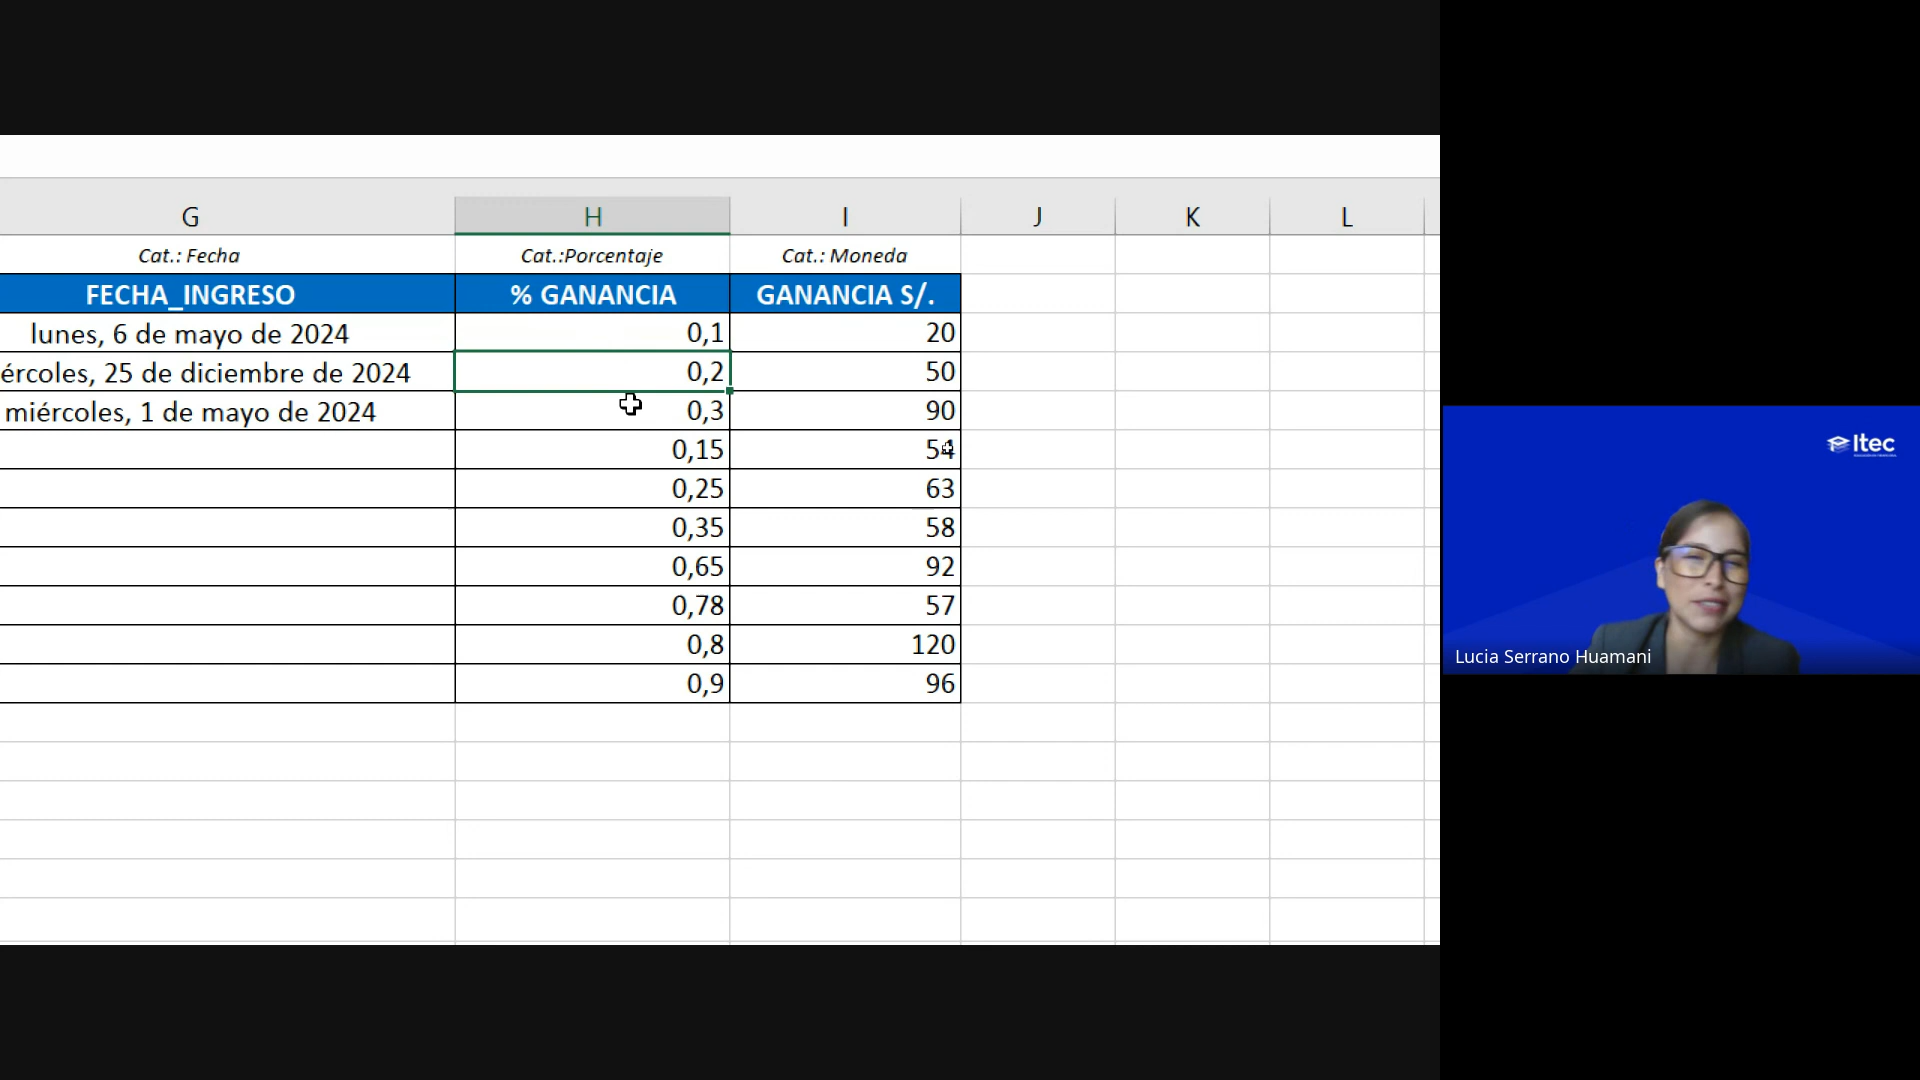 G H I J K L
Cat.: Fecha Cat.:Porcentaje Cat.: Moneda
FECHA_INGRESO % GANANCIA GANANCIA S/.
lunes, 6 de mayo de 2024 0,1 20
ércoles, 25 de diciembre de 2024 0,2 50
miércoles, 1 de mayo de 2024 0,3 90
0,15 54
0,25 63
0,35 58
0,65 92
0,78 57
0,8 120
0,9 96
Itec
Lucia Serrano Huamani